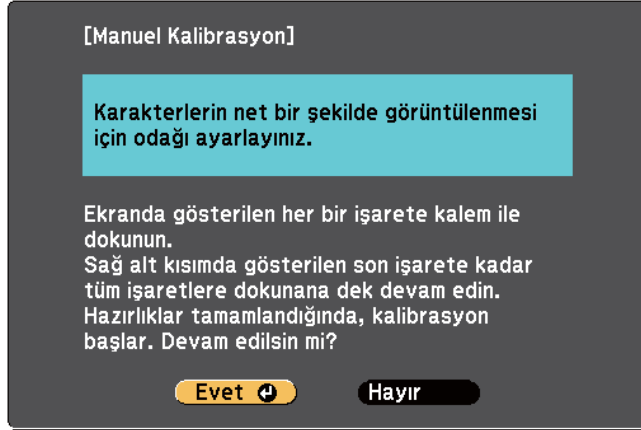 [Manuel Kalibrasyon]
Karakterlerin net bir şekilde görüntülenmesi
için odağı ayarlayınız.
Ekranda gösterilen her bir işarete kalem ile
dokunun.
Sağ alt kısımda gösterilen son işarete kadar
tüm işaretlere dokunana dek devam edin.
Hazırlıklar tamamlandığında, kalibrasyon
başlar. Devam edilsin mi?
Evet Hayır